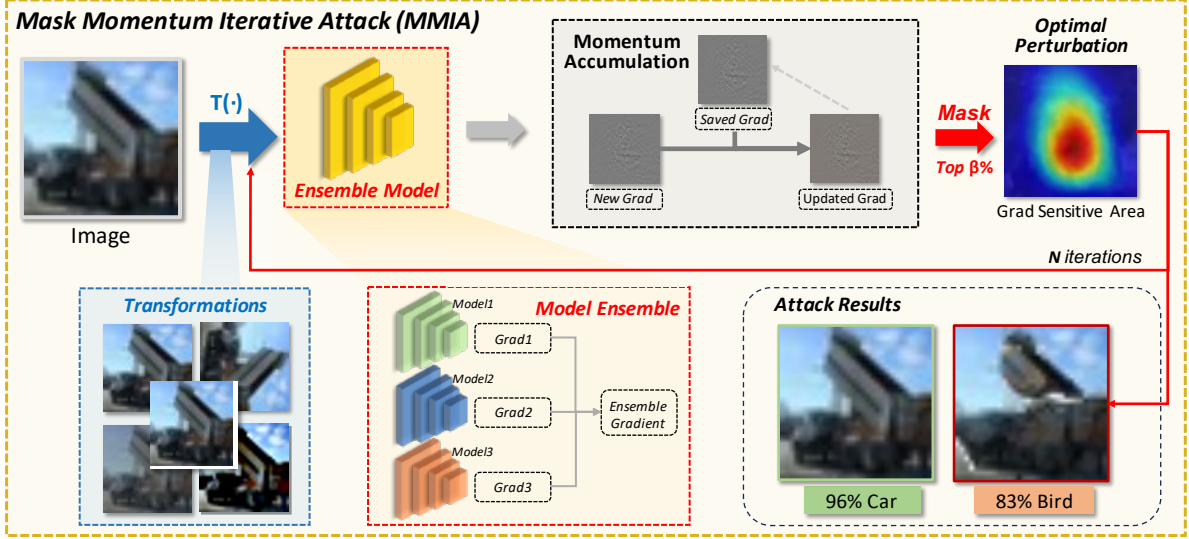 Mask Momentum Iterative Attack (MMIA)
T(·)
Image
Ensemble Model
Momentum
Accumulation
Saved Grad
New Grad
Updated Grad
Mask
Top β%
Optimal
Perturbation
Grad Sensitive Area
N iterations
Transformations
Model Ensemble
Model1
Grad1
Model2
Grad2
Model3
Grad3
Ensemble
Gradient
Attack Results
96% Car
83% Bird